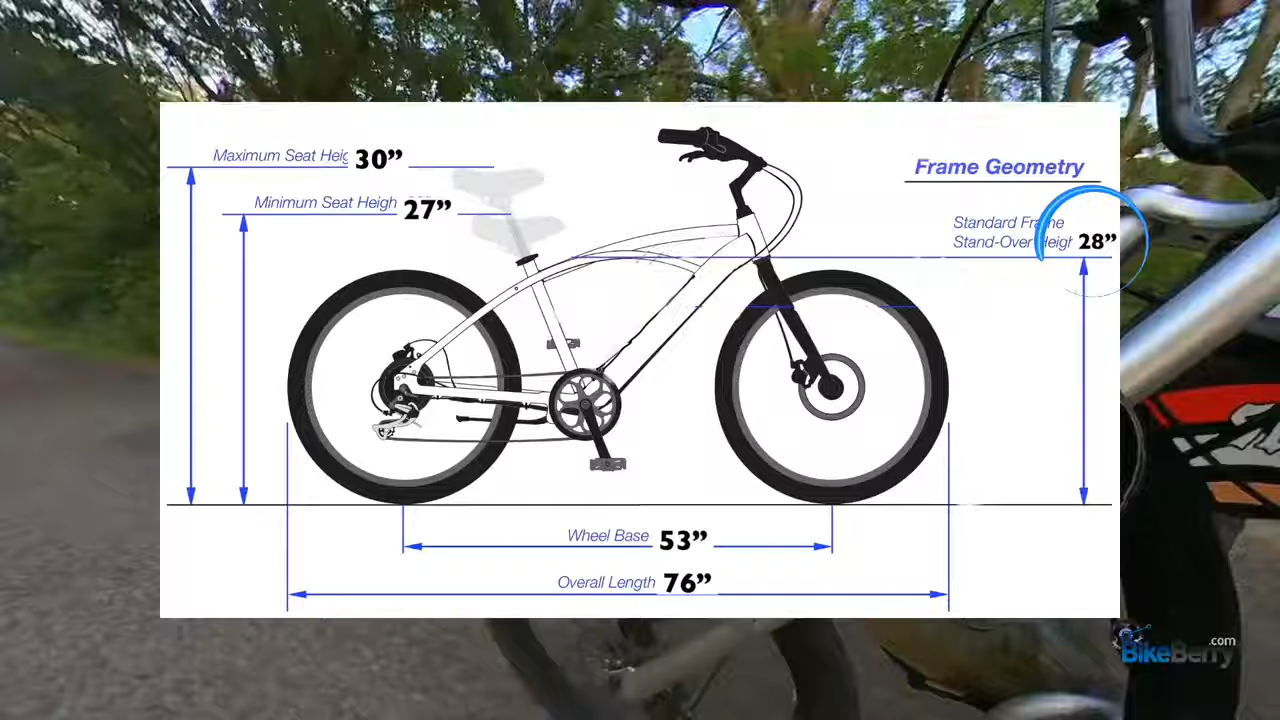 Maximum Seat Heig 30”
Minimum Seat Heigh 27”
Frame Geometry
Standard Frame
Stand-Over Heigh 28”
Wheel Base 53”
Overall Length 76”
BikeBerry.com